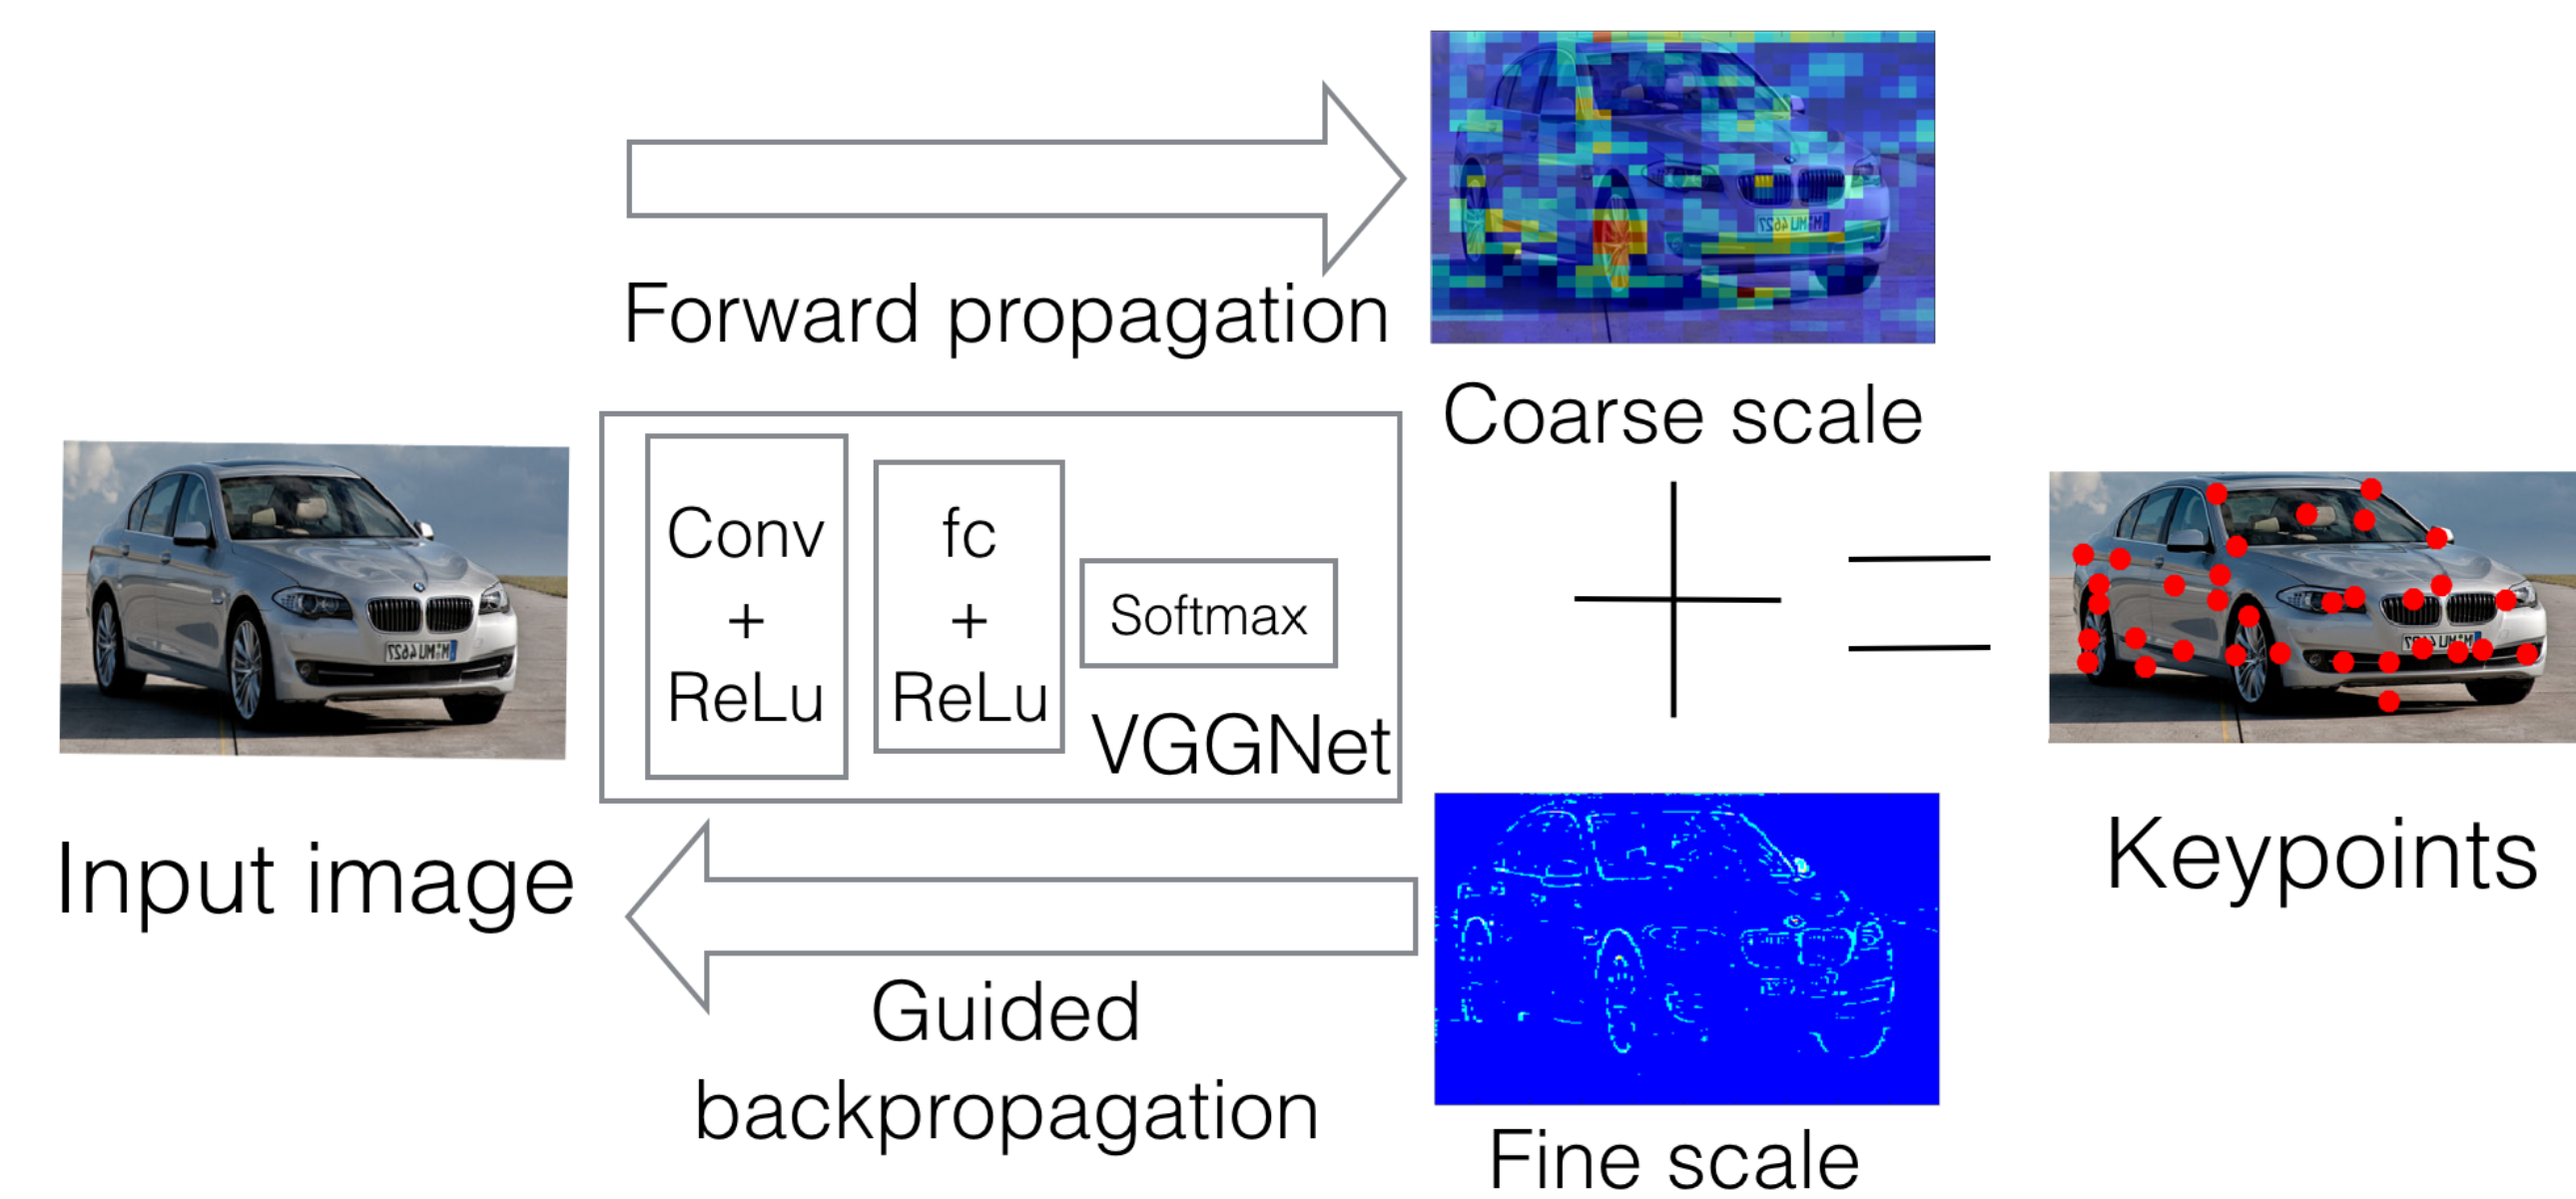 Forward propagation
Coarse scale
Conv
+
ReLu
fc
+
ReLu
Softmax
VGGNet
Input image
Guided
backpropagation
Fine scale
Keypoints